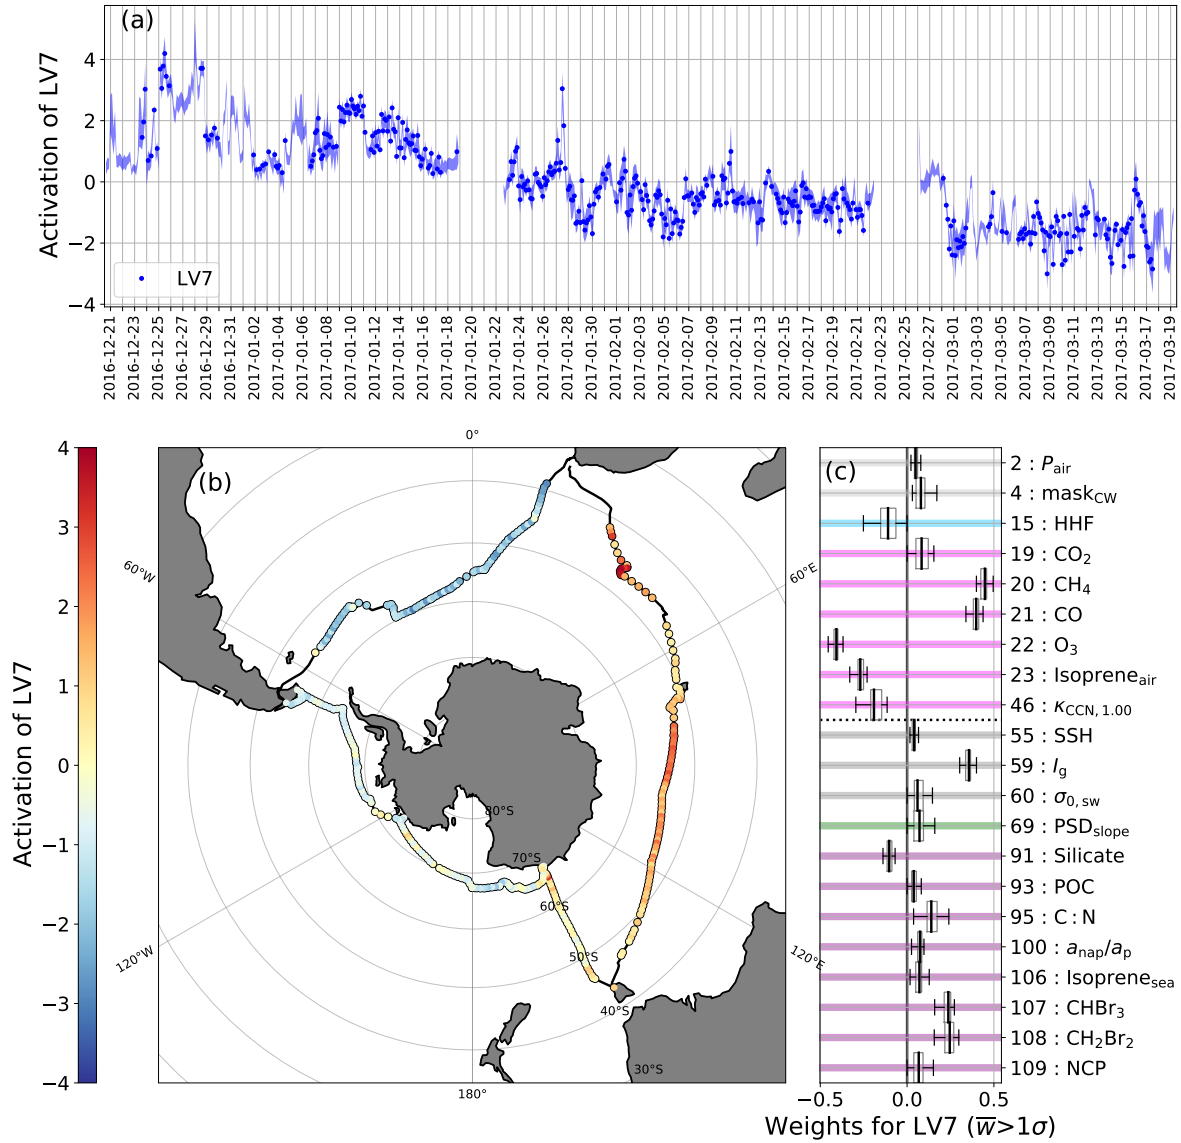 (a)
Activation of LV7
4
2
0
−2
−4
LV7
2016-12-21
2016-12-23
2016-12-25
2016-12-27
2016-12-29
2016-12-31
2017-01-02
2017-01-04
2017-01-06
2017-01-08
2017-01-10
2017-01-12
2017-01-14
2017-01-16
2017-01-18
2017-01-20
2017-01-22
2017-01-24
2017-01-26
2017-01-28
2017-01-30
2017-02-01
2017-02-03
2017-02-05
2017-02-07
2017-02-09
2017-02-11
2017-02-13
2017-02-15
2017-02-17
2017-02-19
2017-02-21
2017-02-23
2017-02-25
2017-02-27
2017-03-01
2017-03-03
2017-03-05
2017-03-07
2017-03-09
2017-03-11
2017-03-13
2017-03-15
2017-03-17
2017-03-19
Activation of LV7
4
3
2
1
0
−1
−2
−3
−4
(b)
0°
60°W
60°E
120°W
120°E
180°
80°S
70°S
60°S
50°S
40°S
30°S
(c)
2 : P_air
4 : mask_CW
15 : HHF
19 : CO₂
20 : CH₄
21 : CO
22 : O₃
23 : Isoprene_air
46 : κ_CCN, 1.00
55 : SSH
59 : I_g
60 : σ_0, sw
69 : PSD_slope
91 : Silicate
93 : POC
95 : C : N
100 : a_nap/a_p
106 : Isoprene_sea
107 : CHBr₃
108 : CH₂Br₂
109 : NCP
−0.5 0.0 0.5
Weights for LV7 (w̅>1σ)